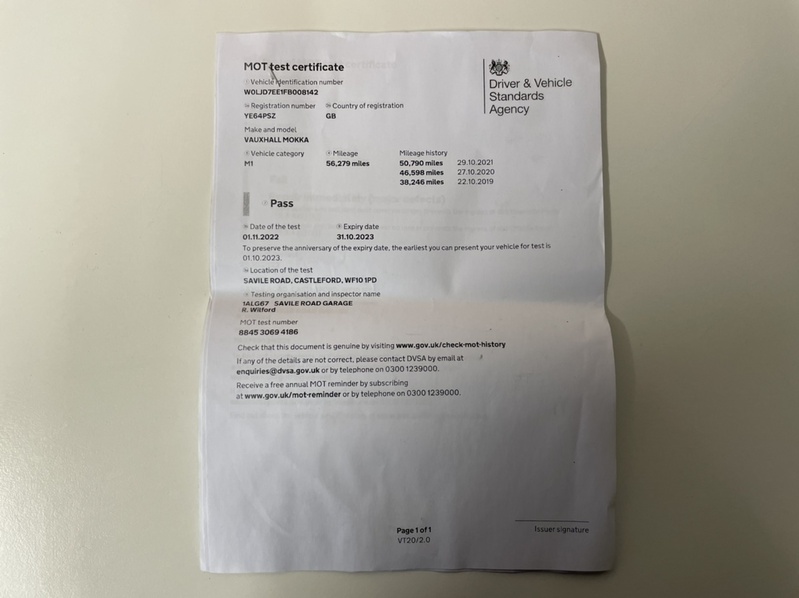 MOT test certificate
Vehicle identification number
W0LJD7EE1FB008142
Registration number Country of registration
YE64PSZ GB
Make and model
VAUXHALL MOKKA
Vehicle category Mileage Mileage history
M1 56,279 miles 50,790 miles 29.10.2021
46,598 miles 27.10.2020
38,246 miles 22.10.2019
Pass
Date of the test Expiry date
01.11.2022 31.10.2023
To preserve the anniversary of the expiry date, the earliest you can present your vehicle for test is
01.10.2023.
Location of the test
SAVILE ROAD, CASTLEFORD, WF10 1PD
Testing organisation and inspector name
1ALG67 SAVILE ROAD GARAGE
R. Witford
MOT test number
8845 3069 4186
Check that this document is genuine by visiting www.gov.uk/check-mot-history
If any of the details are not correct, please contact DVSA by email at
enquiries@dvsa.gov.uk or by telephone on 0300 1239000.
Receive a free annual MOT reminder by subscribing
at www.gov.uk/mot-reminder or by telephone on 0300 1239000.
Driver & Vehicle
Standards
Agency
Page 1 of 1
VT20/2.0
Issuer signature